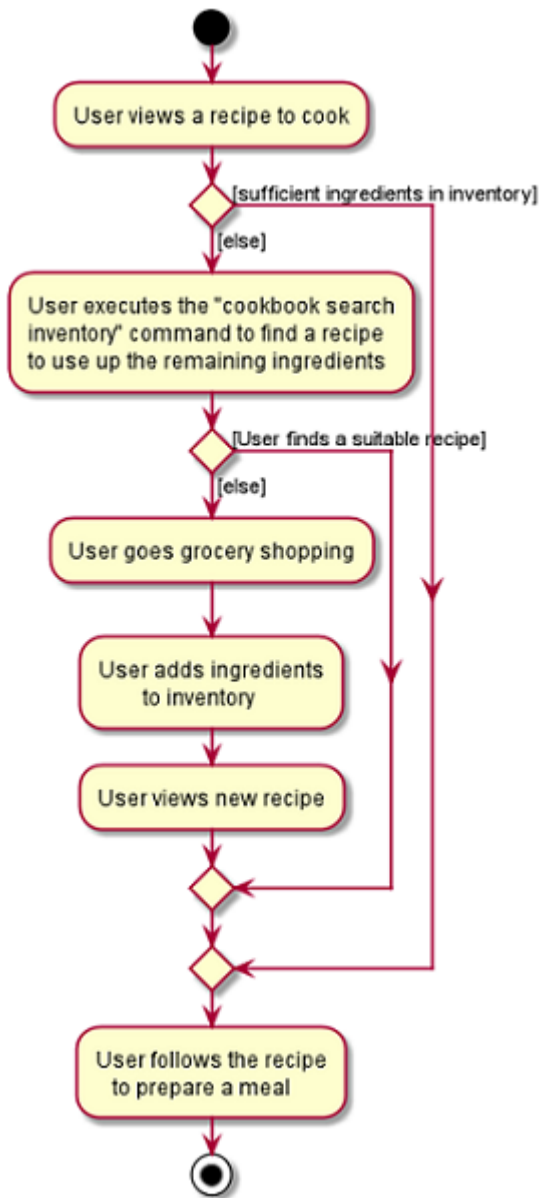 User views a recipe to cook
[sufficient ingredients in inventory]
[else]
User executes the "cookbook search
inventory" command to find a recipe
to use up the remaining ingredients
[User finds a suitable recipe]
[else]
User goes grocery shopping
User adds ingredients
to inventory
User views new recipe
User follows the recipe
to prepare a meal